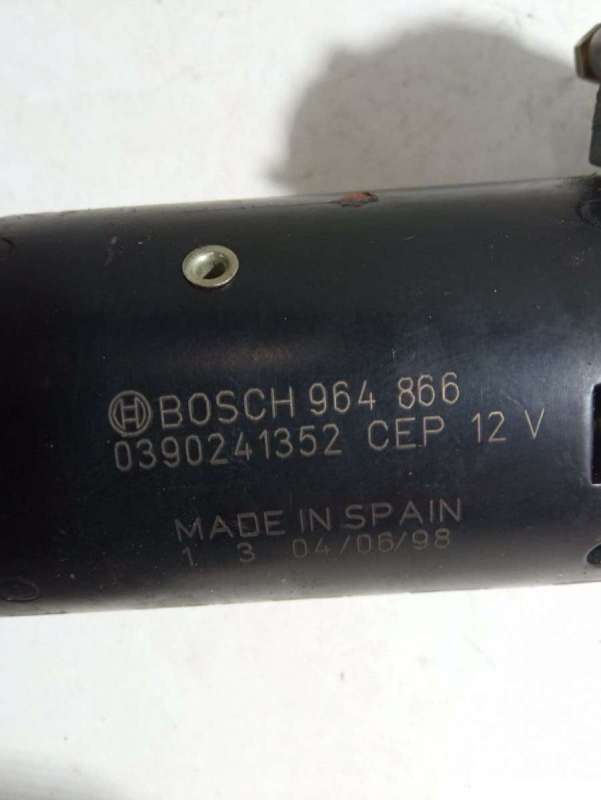 BOSCH 964 866
0390241352 CEP 12 V
MADE IN SPAIN
1 3 04/06/98